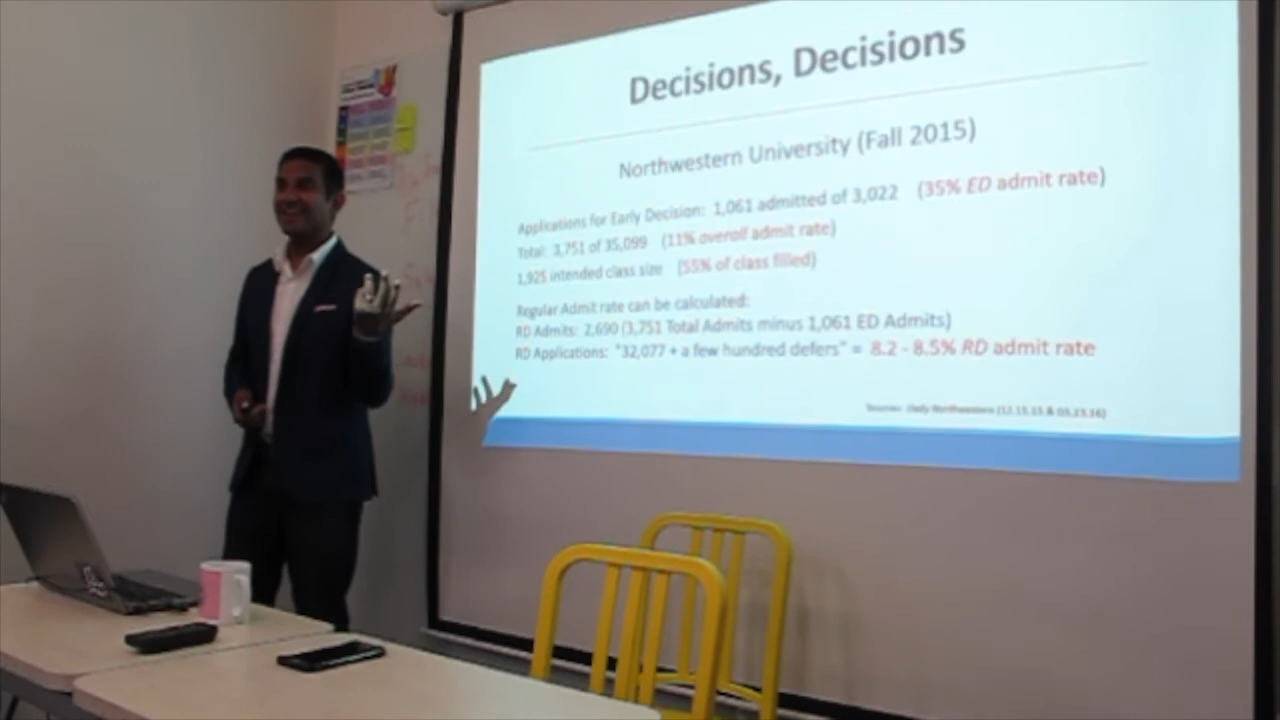 Decisions, Decisions
Northwestern University (Fall 2015)
Applications for Early Decision: 1,061 admitted of 3,022 (35% ED admit rate)
Total: 3,751 of 35,099 (11% overall admit rate)
1,925 intended class size (55% of class filled)
Regular Admit rate can be calculated:
RD Admits: 2,690 (3,751 Total Admits minus 1,061 ED Admits)
RD Applications: "32,077 + a few hundred defers" = 8.2 - 8.5% RD admit rate
Sources: Daily Northwestern